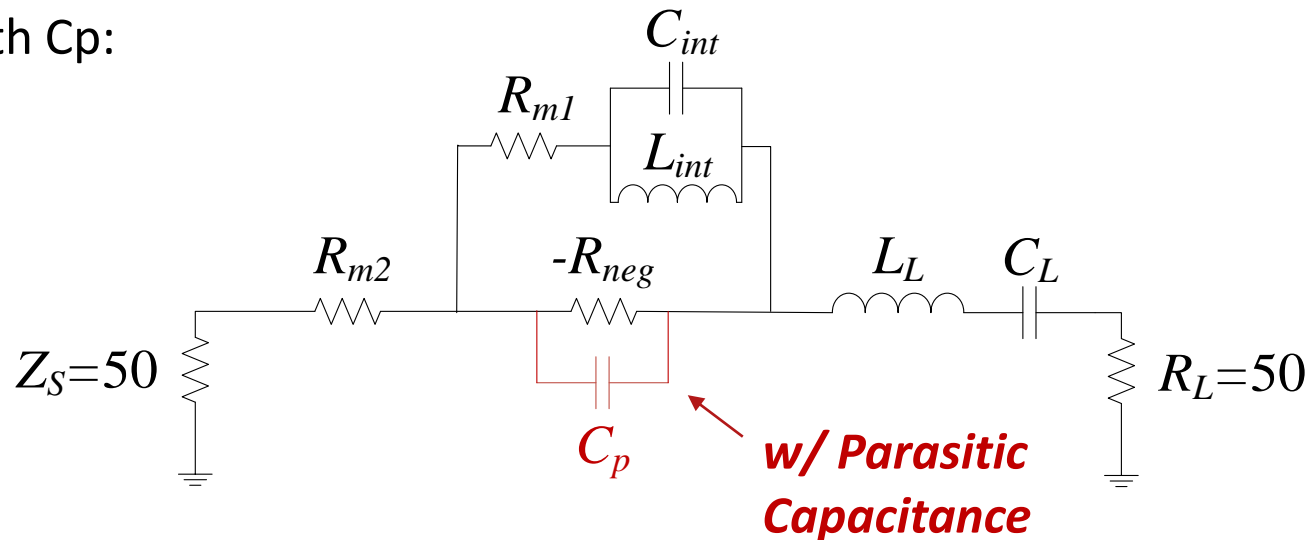 th Cp:
C_int
R_m1
L_int
R_m2
-R_neg
L_L
C_L
Z_S=50
R_L=50
C_p
w/ Parasitic
Capacitance